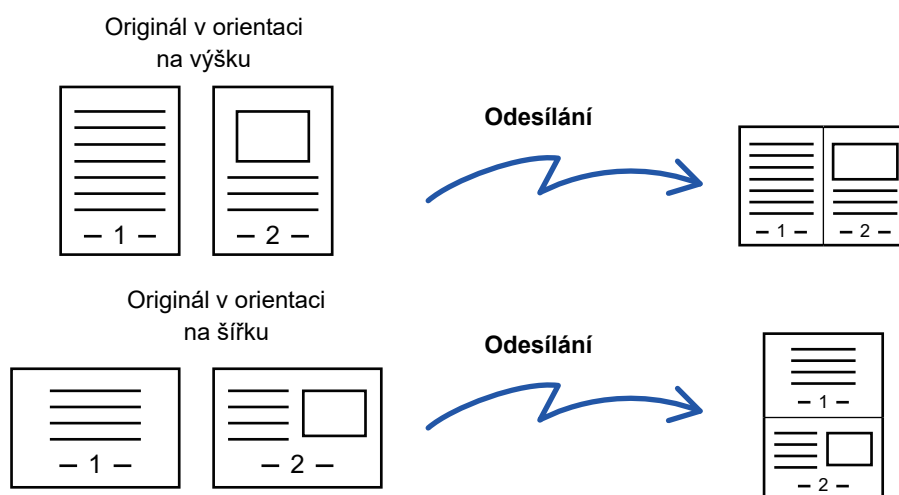 Originál v orientaci
na výšku
Odesílání
– 1 –
– 2 –
– 1 –
– 2 –
Originál v orientaci
na šířku
Odesílání
– 1 –
– 1 –
– 2 –
– 2 –